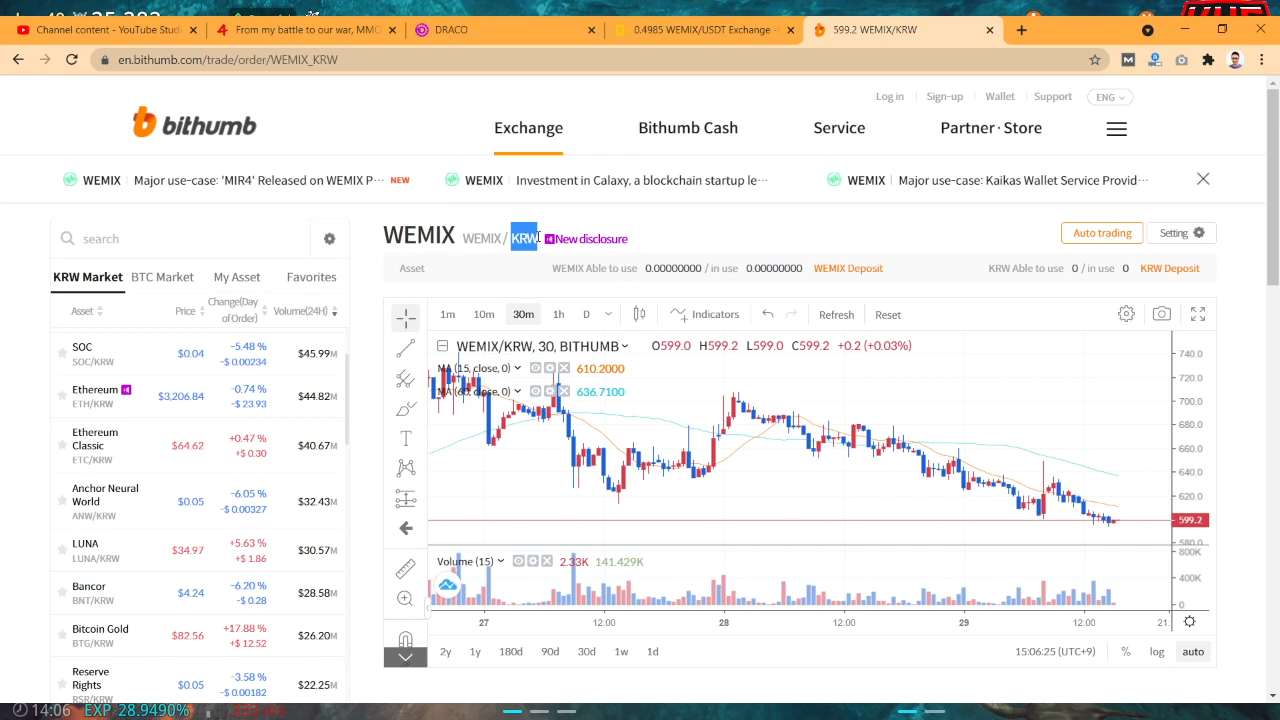 Channel content - YouTube Studi
From my battle to our war, MMO
DRACO
0.4985 WEMIX/USDT Exchange -
599.2 WEMIX/KRW
en.bithumb.com/trade/order/WEMIX_KRW
Log in Sign-up Wallet Support ENG
bithumb
Exchange Bithumb Cash Service Partner·Store
WEMIX Major use-case: 'MIR4' Released on WEMIX P··· NEW
WEMIX Investment in Calaxy, a blockchain startup le···
WEMIX Major use-case: Kaikas Wallet Service Provid···
search
KRW Market BTC Market My Asset Favorites
Asset Price Change(Day of Order) Volume(24H)
SOC
SOC/KRW
$0.04
-5.48 %
-$ 0.00234
$45.99M
Ethereum
ETH/KRW
$3,206.84
-0.74 %
-$ 23.93
$44.82M
Ethereum
Classic
ETC/KRW
$64.62
+0.47 %
+$ 0.30
$40.67M
Anchor Neural
World
ANW/KRW
$0.05
-6.05 %
-$ 0.00327
$32.43M
LUNA
LUNA/KRW
$34.97
+5.63 %
+$ 1.86
$30.57M
Bancor
BNT/KRW
$4.24
-6.20 %
-$ 0.28
$28.58M
Bitcoin Gold
BTG/KRW
$82.56
+17.88 %
+$ 12.52
$26.20M
Reserve
Rights
RSR/KRW
$0.05
-3.58 %
-$ 0.00182
$22.25M
WEMIX WEMIX/ KRW New disclosure
Auto trading Setting
Asset WEMIX Able to use 0.00000000 / in use 0.00000000 WEMIX Deposit KRW Able to use 0 / in use 0 KRW Deposit
1m 10m 30m 1h D Indicators Refresh Reset
WEMIX/KRW, 30, BITHUMB O599.0 H599.2 L599.0 C599.2 +0.2 (+0.03%)
MA (15, close, 0) 610.2000
MA (60, close, 0) 636.7100
740.0
720.0
700.0
680.0
660.0
640.0
620.0
599.2
580.0
Volume (15) 2.33K 141.429K
800K
400K
0
27 12:00 28 12:00 29 12:00 21:
2y 1y 180d 90d 30d 1w 1d 15:06:25 (UTC+9) % log auto
14:06 EXP 28.9490%